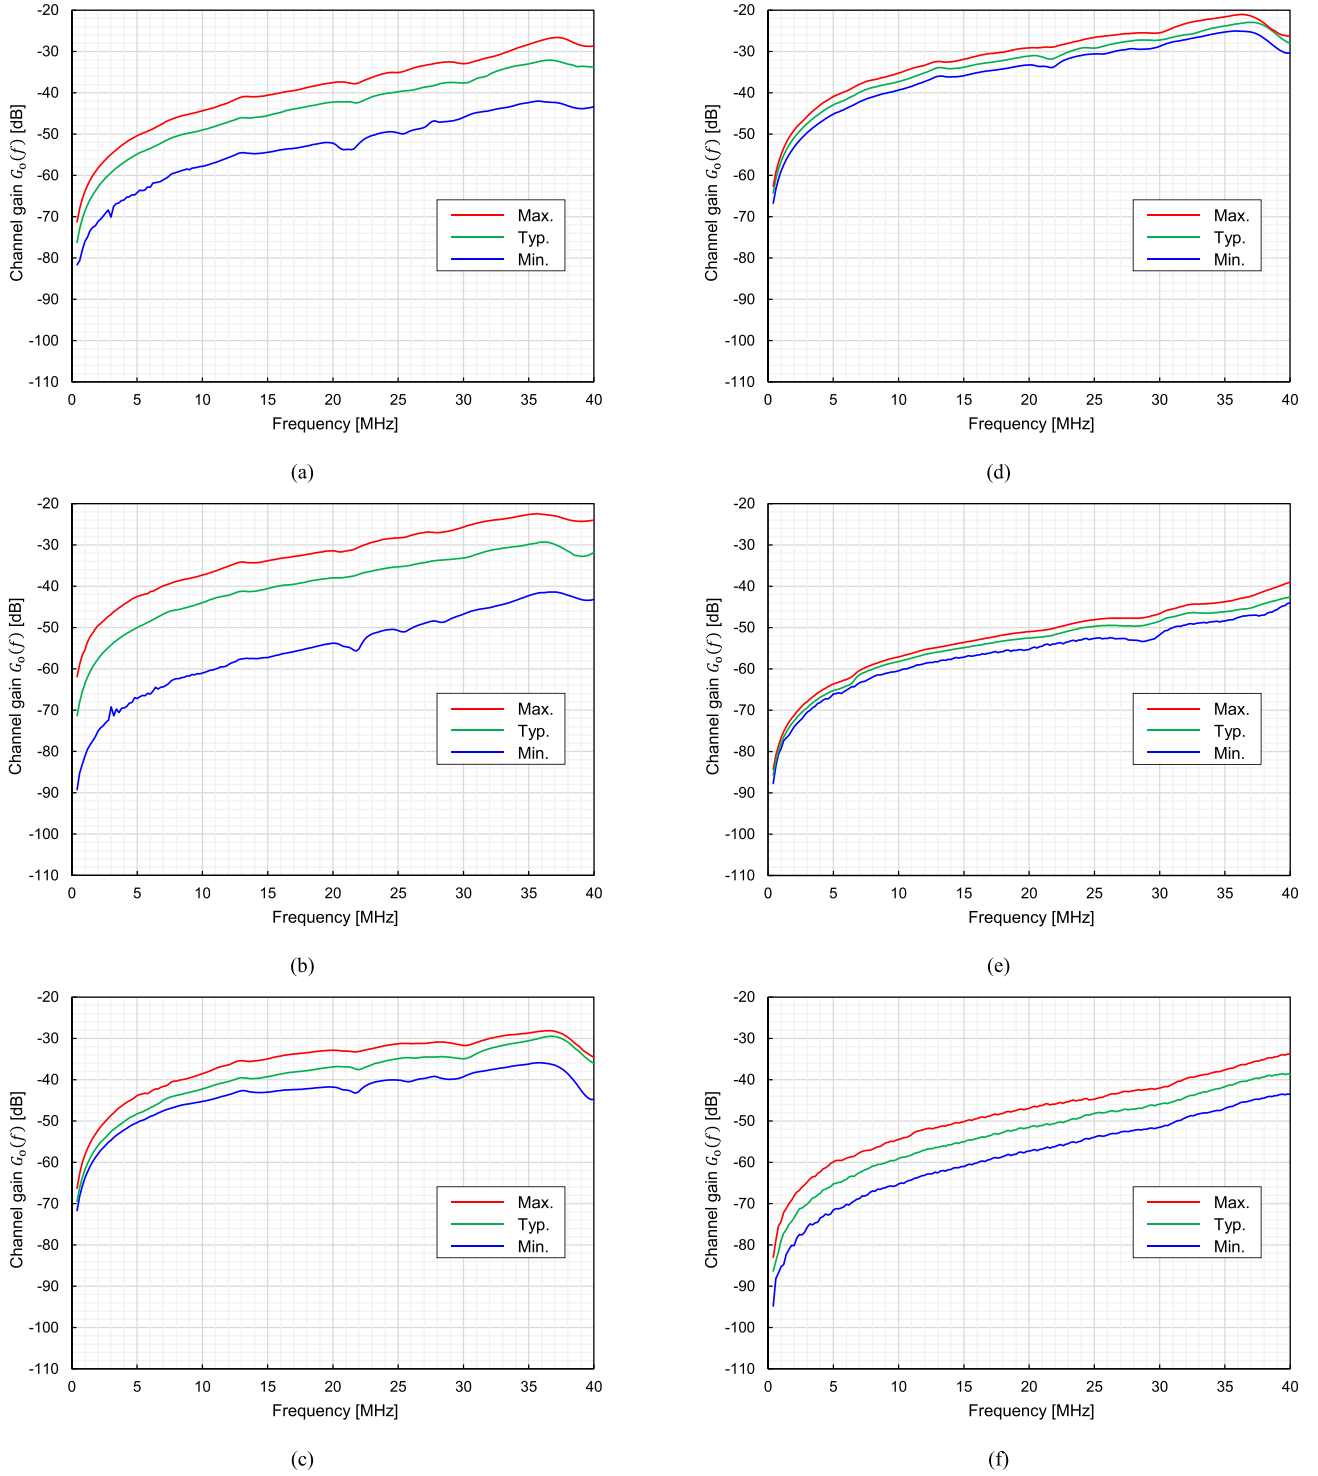 -20
-30
-40
-50
-60
-70
-80
-90
-100
-110
Channel gain G₀(f) [dB]
Max.
Typ.
Min.
0 5 10 15 20 25 30 35 40
Frequency [MHz]
(a)
-20
-30
-40
-50
-60
-70
-80
-90
-100
-110
Channel gain G₀(f) [dB]
Max.
Typ.
Min.
0 5 10 15 20 25 30 35 40
Frequency [MHz]
(d)
-20
-30
-40
-50
-60
-70
-80
-90
-100
-110
Channel gain G₀(f) [dB]
Max.
Typ.
Min.
0 5 10 15 20 25 30 35 40
Frequency [MHz]
(b)
-20
-30
-40
-50
-60
-70
-80
-90
-100
-110
Channel gain G₀(f) [dB]
Max.
Typ.
Min.
0 5 10 15 20 25 30 35 40
Frequency [MHz]
(e)
-20
-30
-40
-50
-60
-70
-80
-90
-100
-110
Channel gain G₀(f) [dB]
Max.
Typ.
Min.
0 5 10 15 20 25 30 35 40
Frequency [MHz]
(c)
-20
-30
-40
-50
-60
-70
-80
-90
-100
-110
Channel gain G₀(f) [dB]
Max.
Typ.
Min.
0 5 10 15 20 25 30 35 40
Frequency [MHz]
(f)